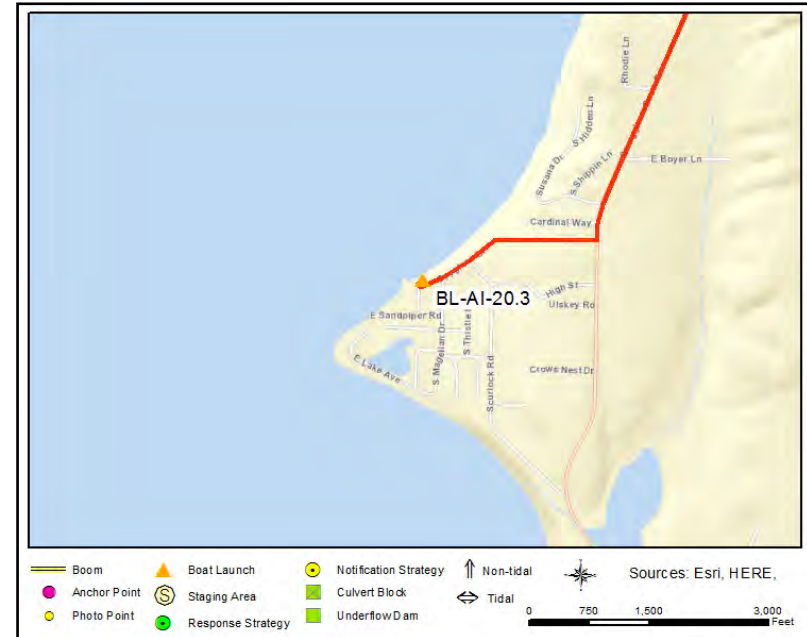 Rhodie Ln
S Hidden Ln
Susana Dr
S Shippin Ln
E Boyer Ln
Cardinal Way
BL-AI-20.3
High St
Ulskey Ro
E Sandpiper Rd
S Magellan Dr
S Thistle
Scurlock Rd
E Lake Ave
Crows Nest Dr
Boom
Boat Launch
Notification Strategy
Non-tidal
Sources: Esri, HERE,
Anchor Point
Staging Area
Culvert Block
Tidal
Photo Point
Response Strategy
Underflow Dam
0 750 1,500 3,000
Feet
S